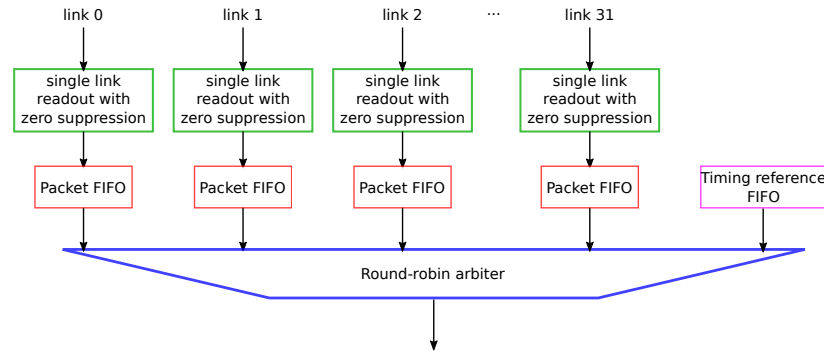 link 0
link 1
link 2
...
link 31
single link
readout with
zero suppression
single link
readout with
zero suppression
single link
readout with
zero suppression
single link
readout with
zero suppression
Packet FIFO
Packet FIFO
Packet FIFO
Packet FIFO
Timing reference
FIFO
Round-robin arbiter